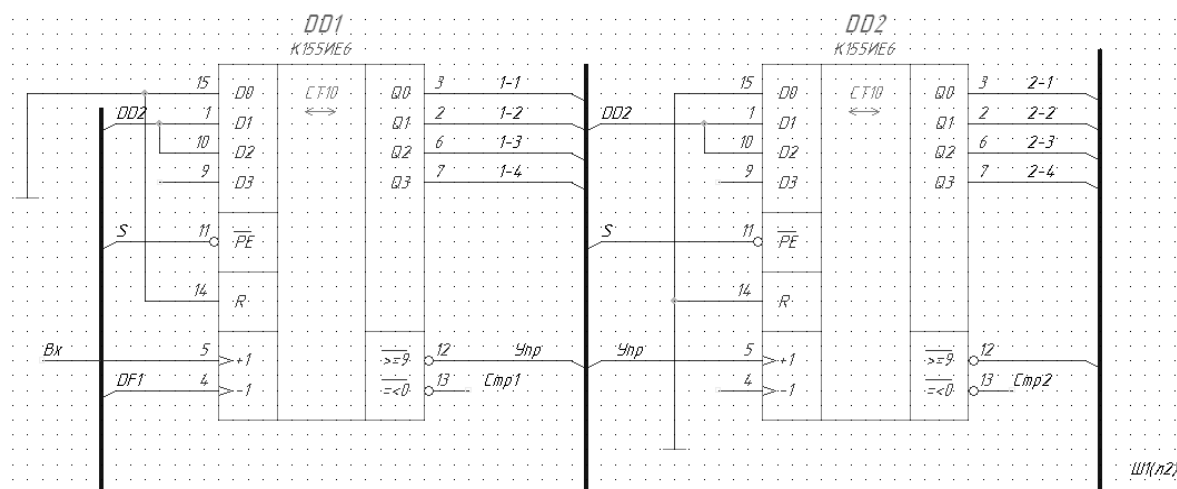 DD1 DD2
К155ИЕ6 К155ИЕ6
15 D0 CT10 Q0 3 1-1 15 D0 CT10 Q0 3 2-1
DD2 1 D1 Q1 2 1-2 DD2 1 D1 Q1 2 2-2
10 D2 Q2 6 1-3 10 D2 Q2 6 2-3
9 D3 Q3 7 1-4 9 D3 Q3 7 2-4
S 11 PE S 11 PE
14 R 14 R
Вх 5 +1 >=9 12 Упр Упр 5 +1 >=9 12
DF1 4 -1 =<0 13 Стр1 4 -1 =<0 13 Стр2
Ш1(л2)